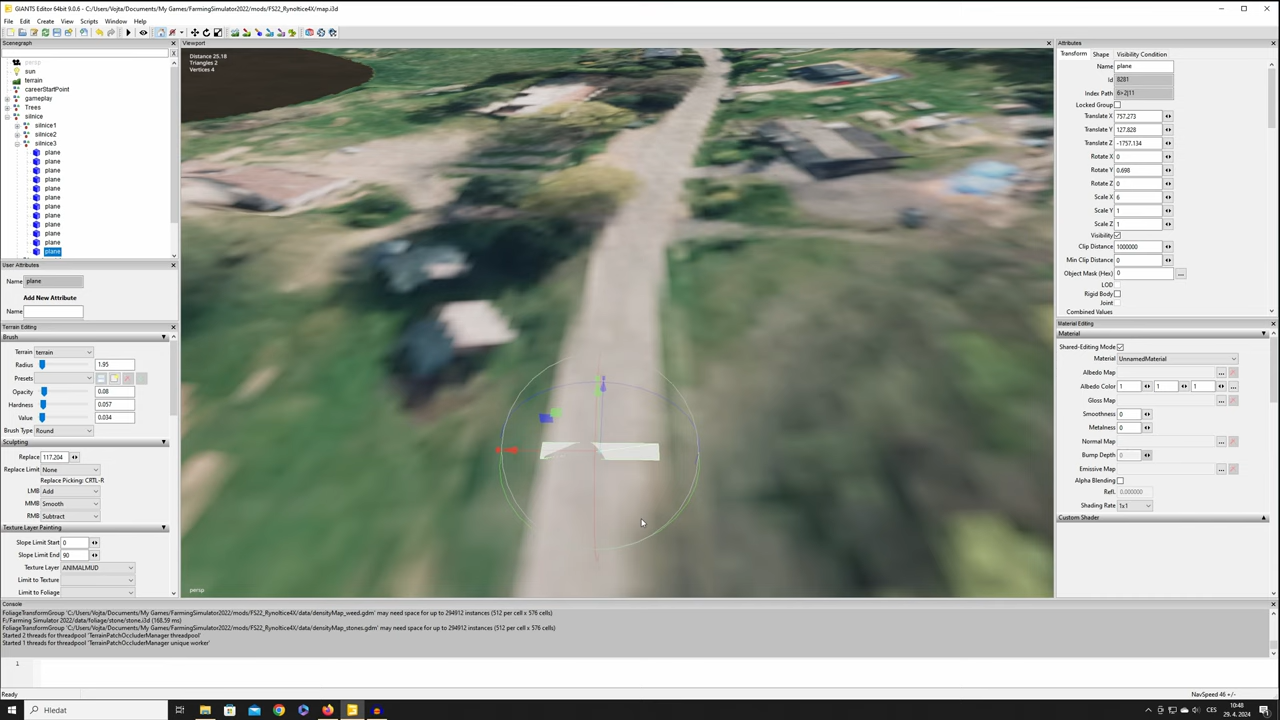 GIANTS Editor 64bit 9.0.6 - C:/Users/Vojta/Documents/My Games/FarmingSimulator2022/mods/FS22_Rynoltice4X/map.i3d
File Edit Create View Scripts Window Help
Scenegraph
persp
sun
terrain
careerStartPoint
gameplay
Trees
silnice
silnice1
silnice2
silnice3
plane
plane
plane
plane
plane
plane
plane
plane
plane
plane
plane
plane
User Attributes
Name plane
Add New Attribute
Name
Terrain Editing
Brush
Terrain: terrain
Radius 1.95
Presets
Opacity 0.08
Hardness 0.057
Value 0.034
Brush Type Round
Sculpting
Replace 117.204
Replace Limit None
Replace Picking: CRTL-R
LMB Add
MMB Smooth
RMB Subtract
Texture Layer Painting
Slope Limit Start 0
Slope Limit End 90
Texture Layer ANIMALMUD
Limit to Texture
Limit to Foliage
Viewport
Distance 25.18
Triangles 2
Vertices 4
persp
Attributes
Transform Shape Visibility Condition
Name plane
Id 8281
Index Path 6>2|11
Locked Group
Translate X 757.273
Translate Y 127.828
Translate Z -1757.134
Rotate X 0
Rotate Y 0.698
Rotate Z 0
Scale X 6
Scale Y 1
Scale Z 1
Visibility
Clip Distance 1000000
Min Clip Distance 0
Object Mask (Hex) 0 ...
LOD
Rigid Body
Joint
Combined Values
Material Editing
Material
Shared-Editing Mode
Material UnnamedMaterial
Albedo Map ...
Albedo Color 1 1 1 ...
Gloss Map ...
Smoothness 0
Metalness 0
Normal Map ...
Bump Depth 0
Emissive Map ...
Alpha Blending
Refl. 0.000000
Shading Rate 1x1
Custom Shader
Console
FoliageTransformGroup 'C:/Users/Vojta/Documents/My Games/FarmingSimulator2022/mods/FS22_Rynoltice4X/data/densityMap_weed.gdm' may need space for up to 294912 instances (512 per cell x 576 cells)
F:/Farming Simulator 2022/data/foliage/stone/stone.i3d (168.59 ms)
FoliageTransformGroup 'C:/Users/Vojta/Documents/My Games/FarmingSimulator2022/mods/FS22_Rynoltice4X/data/densityMap_stones.gdm' may need space for up to 294912 instances (512 per cell x 576 cells)
Started 2 threads for threadpool 'TerrainPatchOccluderManager threadpool'
Started 1 threads for threadpool 'TerrainPatchOccluderManager unique worker'
1
Ready
NavSpeed 46 +/-
Hledat
CES
10:48
29. 4. 2024